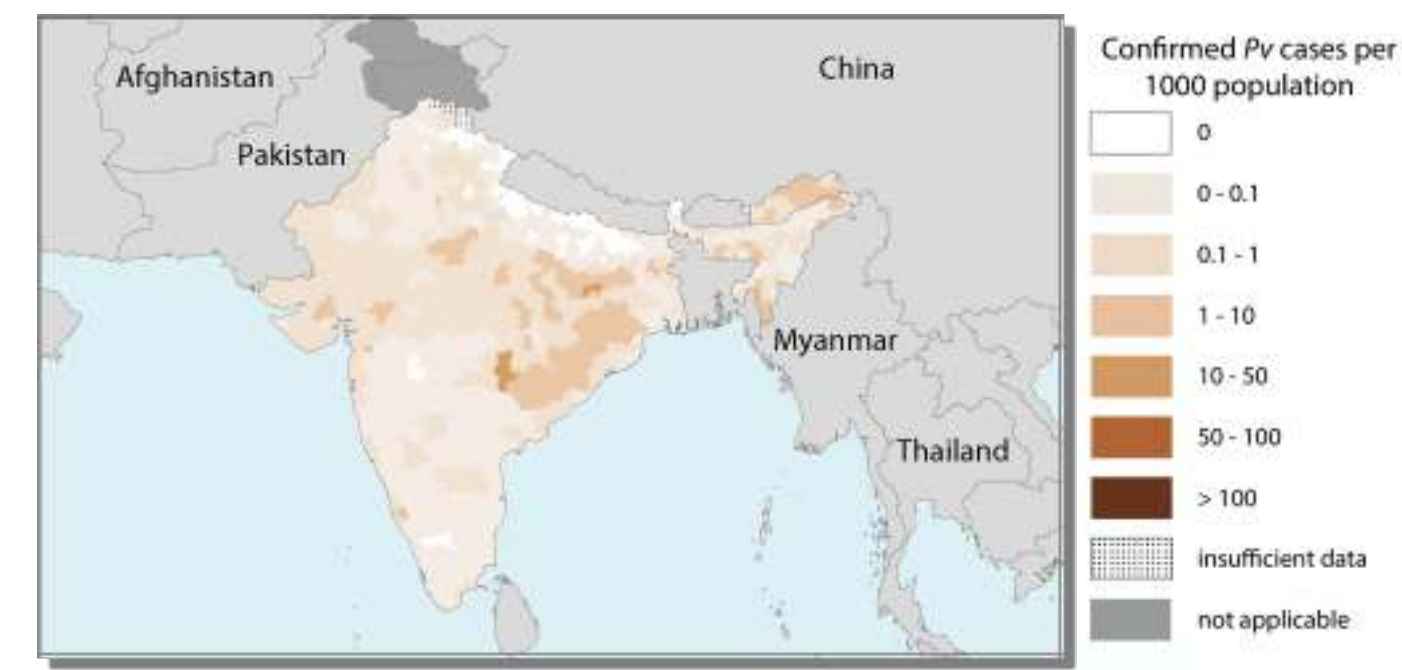 Afghanistan
China
Pakistan
Myanmar
Thailand
Confirmed Pv cases per
1000 population
0
0 - 0.1
0.1 - 1
1 - 10
10 - 50
50 - 100
> 100
insufficient data
not applicable